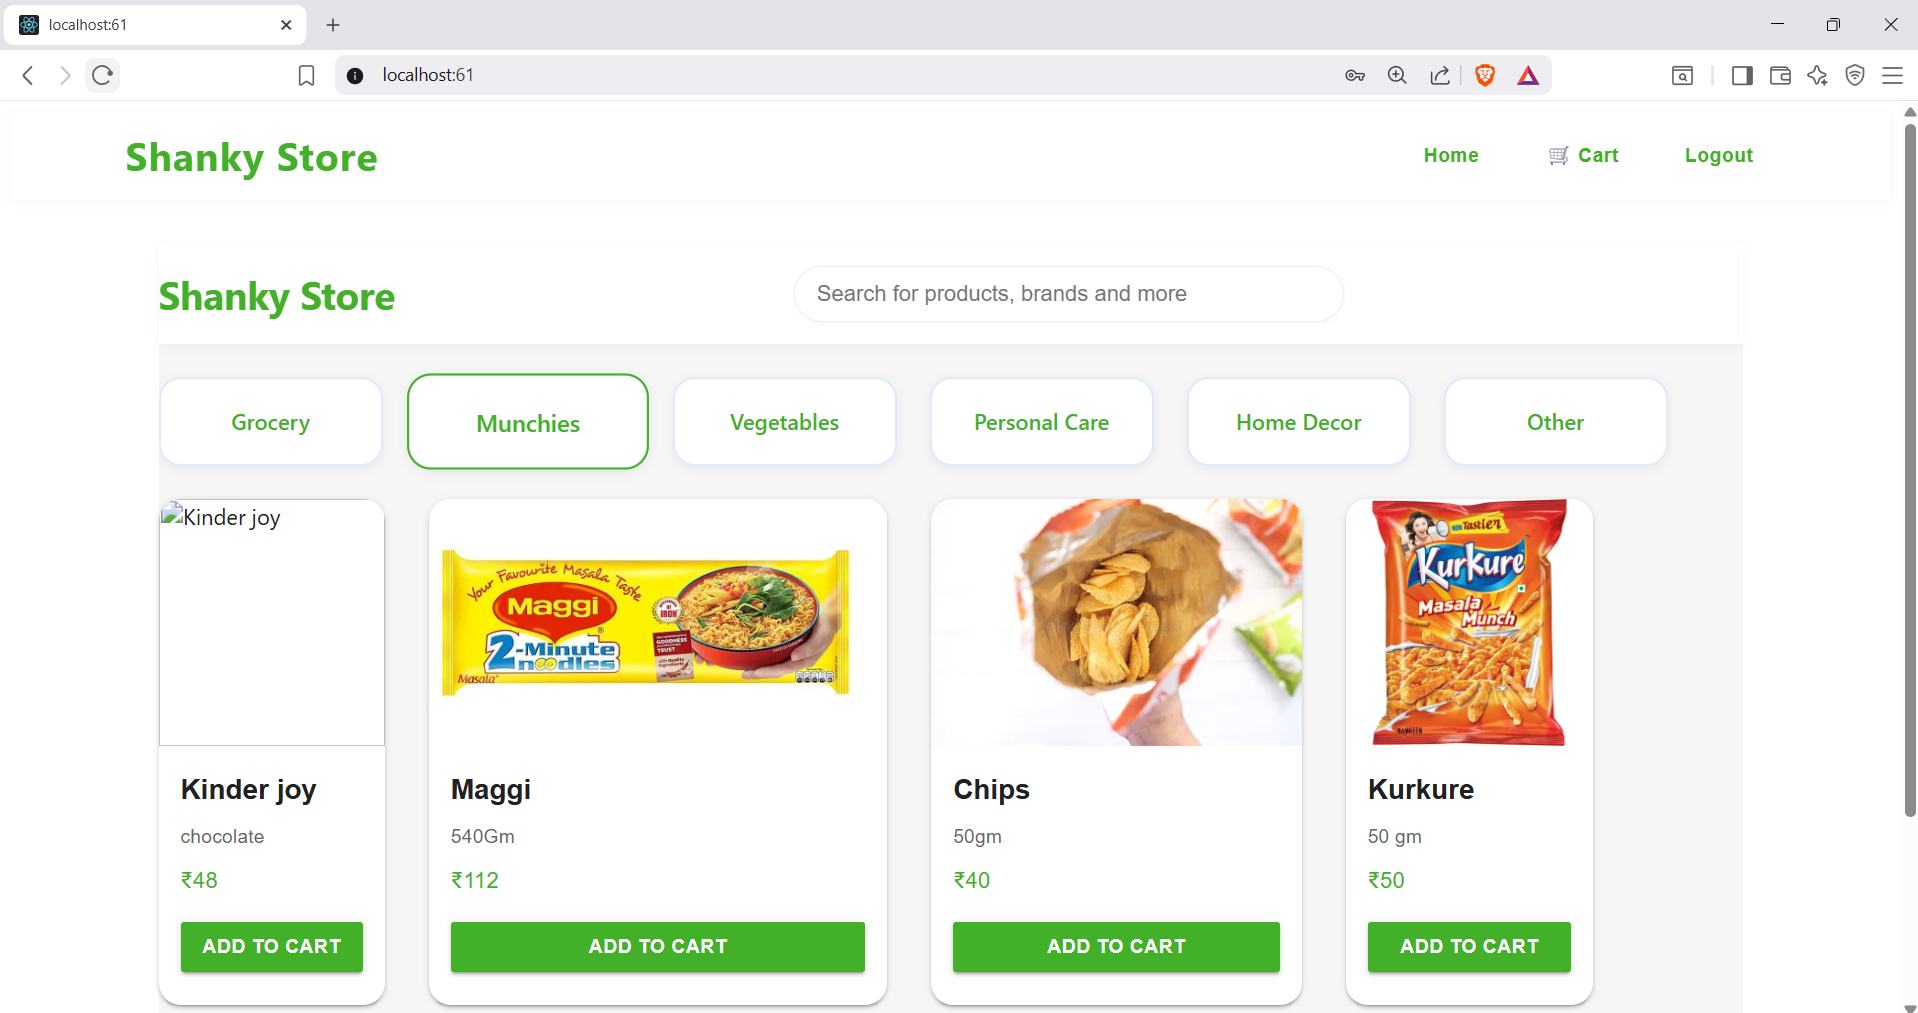 localhost:61
localhost:61
Shanky Store
Home
Cart
Logout
Shanky Store
Search for products, brands and more
Grocery
Munchies
Vegetables
Personal Care
Home Decor
Other
Kinder joy
Your Favourite Masala Taste
Maggi
2-Minute
noodles
Masala
NOW Tastier
Kurkure
Masala
Munch
NAMKEEN
Kinder joy
chocolate
₹48
ADD TO CART
Maggi
540Gm
₹112
ADD TO CART
Chips
50gm
₹40
ADD TO CART
Kurkure
50 gm
₹50
ADD TO CART